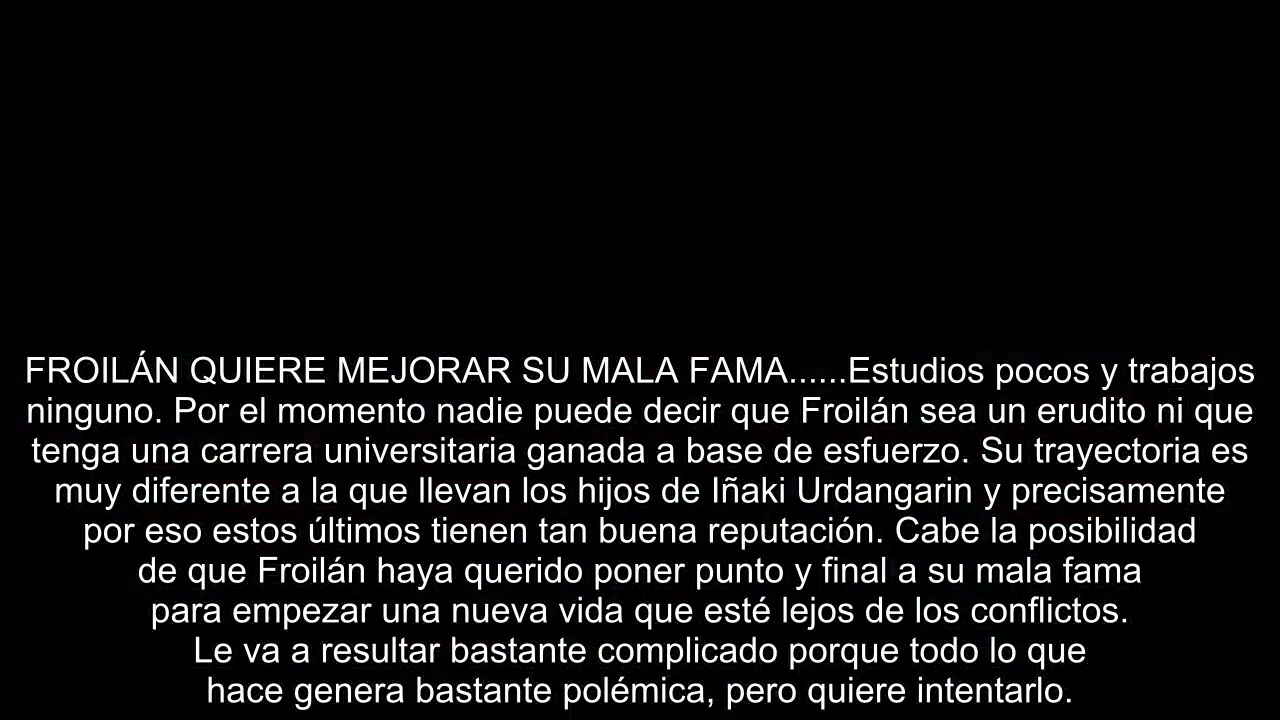 FROILÁN QUIERE MEJORAR SU MALA FAMA......Estudios pocos y trabajos
ninguno. Por el momento nadie puede decir que Froilán sea un erudito ni que
tenga una carrera universitaria ganada a base de esfuerzo. Su trayectoria es
muy diferente a la que llevan los hijos de Iñaki Urdangarin y precisamente
por eso estos últimos tienen tan buena reputación. Cabe la posibilidad
de que Froilán haya querido poner punto y final a su mala fama
para empezar una nueva vida que esté lejos de los conflictos.
Le va a resultar bastante complicado porque todo lo que
hace genera bastante polémica, pero quiere intentarlo.